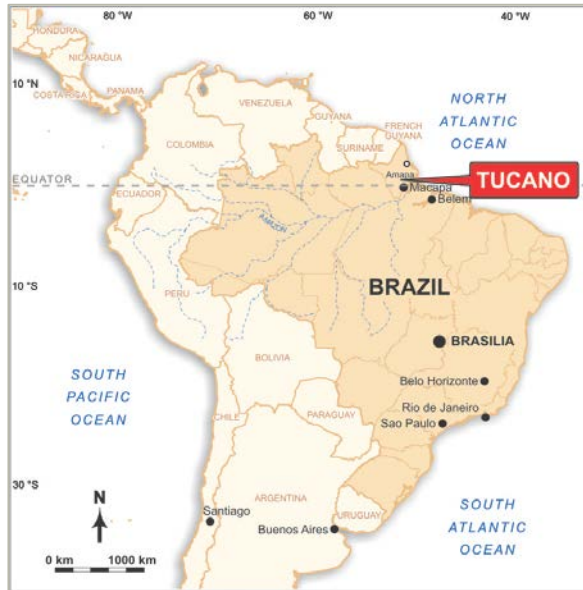 80 °W
60 °W
40 °W
HONDURA
NICARAGUA
COSTA RICA
PANAMA
10 °N
VENEZUELA
GUYANA
SURINAME
FRENCH
GUYANA
COLOMBIA
NORTH
ATLANTIC
OCEAN
EQUATOR
ECUADOR
Amapa
TUCANO
Macapa
Belem
AMAZON
10 °S
PERU
BRAZIL
BRASILIA
BOLIVIA
Belo Horizonte
SOUTH
PACIFIC
OCEAN
PARAGUAY
Rio de Janeiro
Sao Paulo
CHILE
30 °S
ARGENTINA
N
Santiago
URUGUAY
Buenos Aires
SOUTH
ATLANTIC
OCEAN
0 km 1000 km